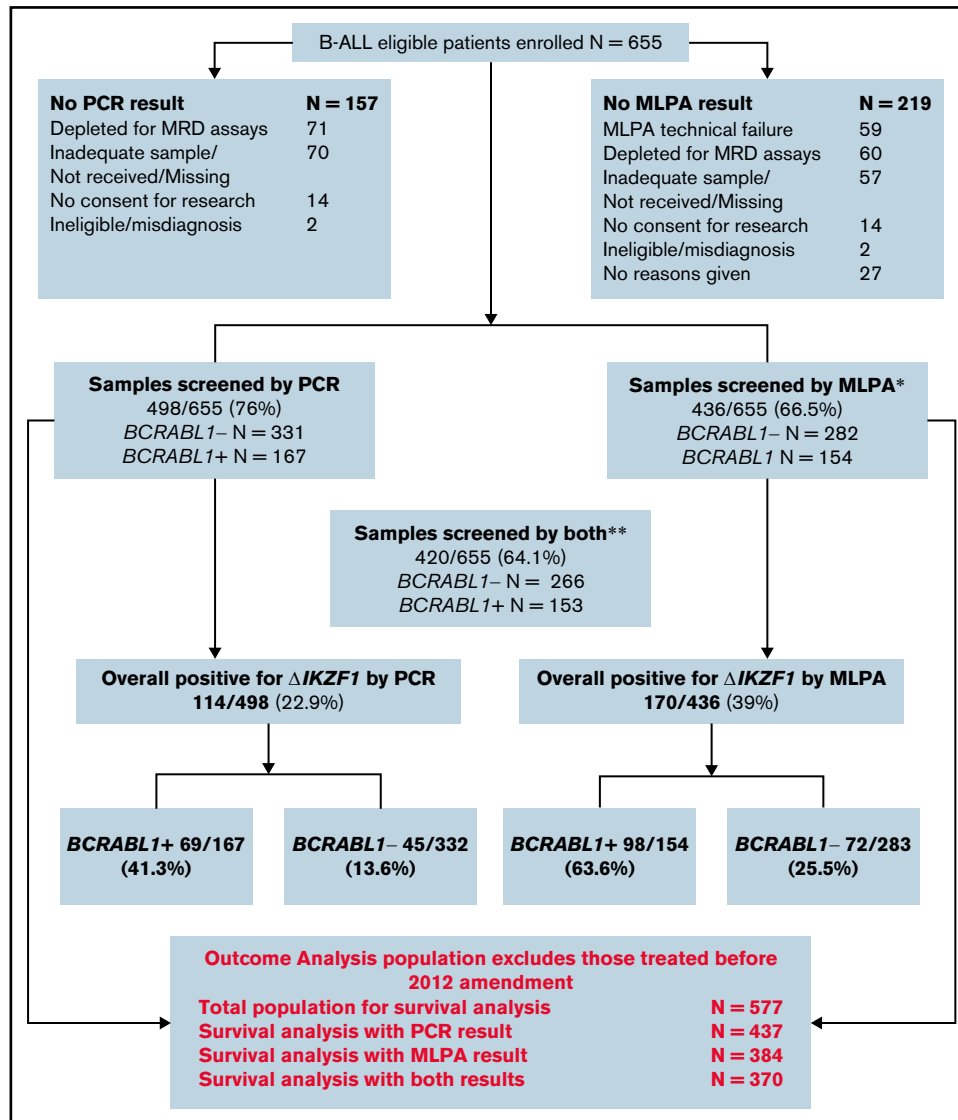 B-ALL eligible patients enrolled N = 655
No PCR result N = 157
Depleted for MRD assays 71
Inadequate sample/ 70
Not received/Missing
No consent for research 14
Ineligible/misdiagnosis 2
No MLPA result N = 219
MLPA technical failure 59
Depleted for MRD assays 60
Inadequate sample/ 57
Not received/Missing
No consent for research 14
Ineligible/misdiagnosis 2
No reasons given 27
Samples screened by PCR
498/655 (76%)
BCRABL1– N = 331
BCRABL1+ N = 167
Samples screened by MLPA*
436/655 (66.5%)
BCRABL1– N = 282
BCRABL1 N = 154
Samples screened by both**
420/655 (64.1%)
BCRABL1– N = 266
BCRABL1+ N = 153
Overall positive for ΔIKZF1 by PCR
114/498 (22.9%)
Overall positive for ΔIKZF1 by MLPA
170/436 (39%)
BCRABL1+ 69/167
(41.3%)
BCRABL1– 45/332
(13.6%)
BCRABL1+ 98/154
(63.6%)
BCRABL1– 72/283
(25.5%)
Outcome Analysis population excludes those treated before
2012 amendment
Total population for survival analysis N = 577
Survival analysis with PCR result N = 437
Survival analysis with MLPA result N = 384
Survival analysis with both results N = 370